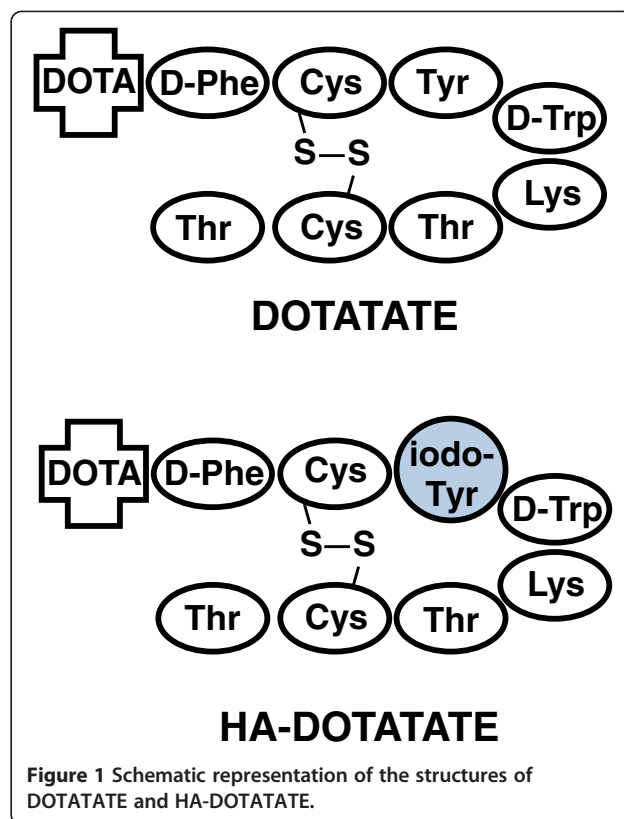 DOTA D-Phe Cys Tyr
D-Trp
S—S
Lys
Thr Cys Thr
DOTATATE
DOTA D-Phe Cys iodo-
Tyr
D-Trp
S—S
Lys
Thr Cys Thr
HA-DOTATATE
Figure 1 Schematic representation of the structures of
DOTATATE and HA-DOTATATE.